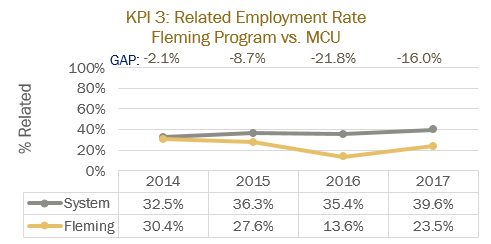 KPI 3: Related Employment Rate
Fleming Program vs. MCU
GAP: -2.1% -8.7% -21.8% -16.0%
100%
80%
60%
40%
20%
0%
% Related
2014 2015 2016 2017
System 32.5% 36.3% 35.4% 39.6%
Fleming 30.4% 27.6% 13.6% 23.5%